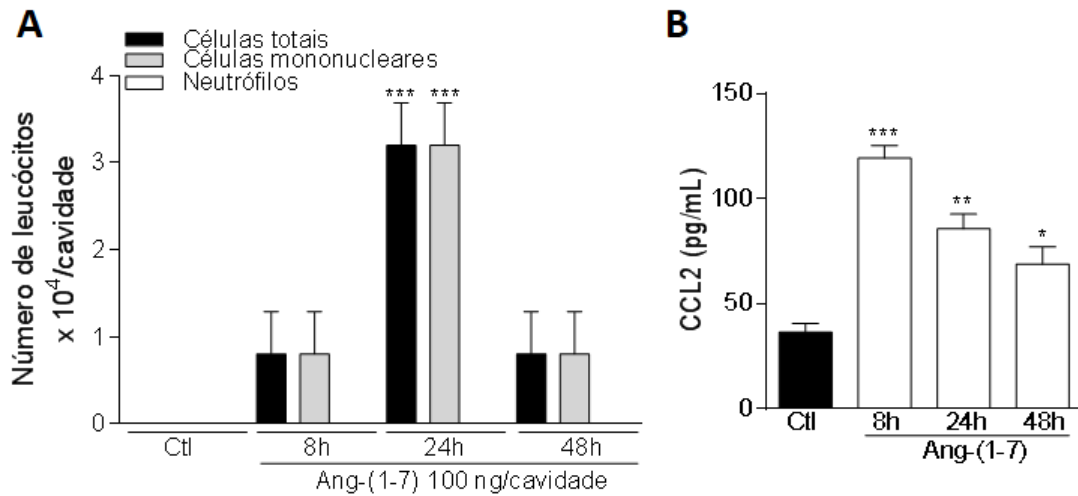 A
Células totais
Células mononucleares
Neutrófilos
Número de leucócitos
x 10⁴/cavidade
4
3
2
1
0
*** ***
Ctl 8h 24h 48h
Ang-(1-7) 100 ng/cavidade
B
CCL2 (pg/mL)
150
100
50
0
***
**
*
Ctl 8h 24h 48h
Ang-(1-7)